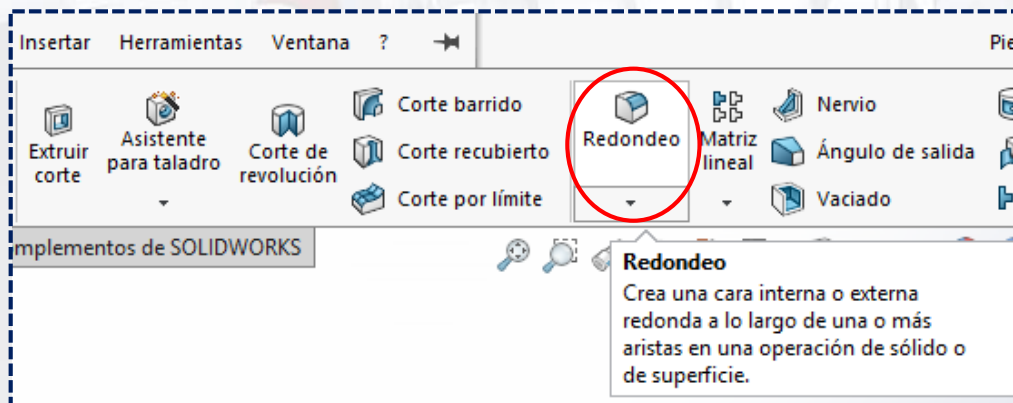 Insertar Herramientas Ventana ?
Extruir corte
Asistente para taladro
Corte de revolución
Corte barrido
Corte recubierto
Corte por límite
Redondeo
Matriz lineal
Nervio
Ángulo de salida
Vaciado
mplementos de SOLIDWORKS
Redondeo
Crea una cara interna o externa
redonda a lo largo de una o más
aristas en una operación de sólido o
de superficie.